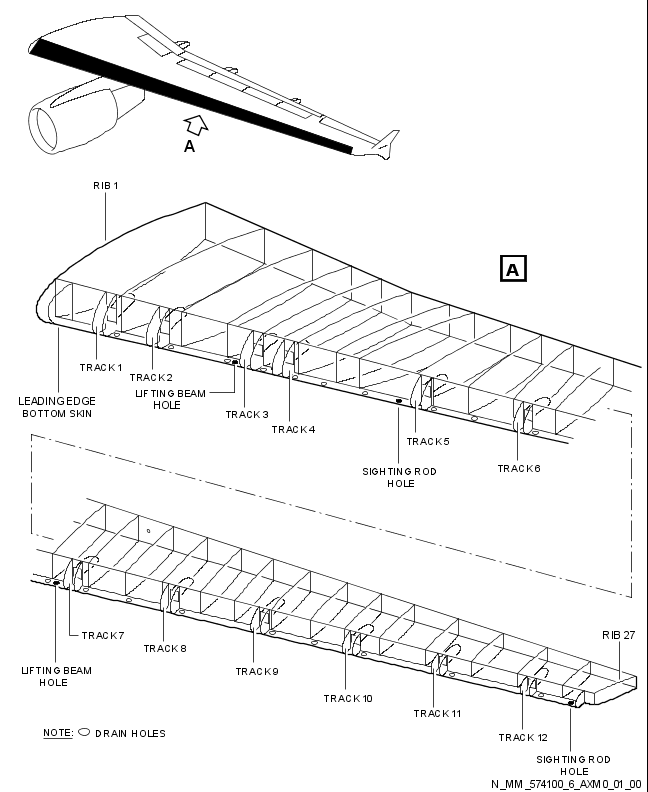 A
RIB 1
A
TRACK 1
TRACK 2
LIFTING BEAM
HOLE
LEADING EDGE
BOTTOM SKIN
TRACK 3
TRACK 4
TRACK 5
TRACK 6
SIGHTING ROD
HOLE
RIB 27
TRACK 7
TRACK 8
LIFTING BEAM
HOLE
TRACK 9
TRACK 10
TRACK 11
TRACK 12
NOTE: DRAIN HOLES
SIGHTING ROD
HOLE
N_MM_574100_6_AXM0_01_00